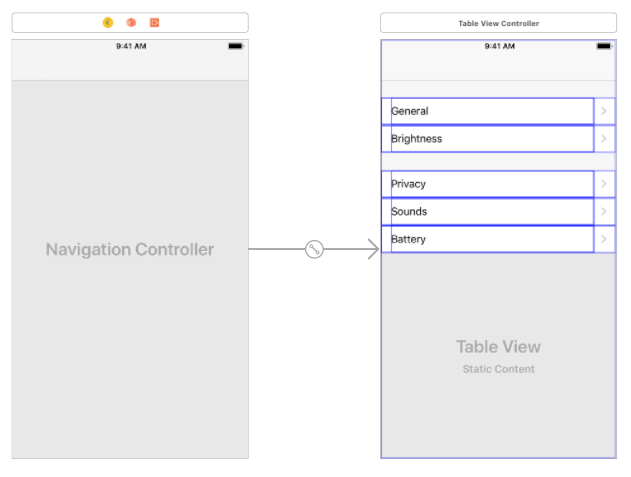 Table View Controller
9:41 AM
9:41 AM
General
Brightness
Privacy
Sounds
Battery
Navigation Controller
Table View
Static Content